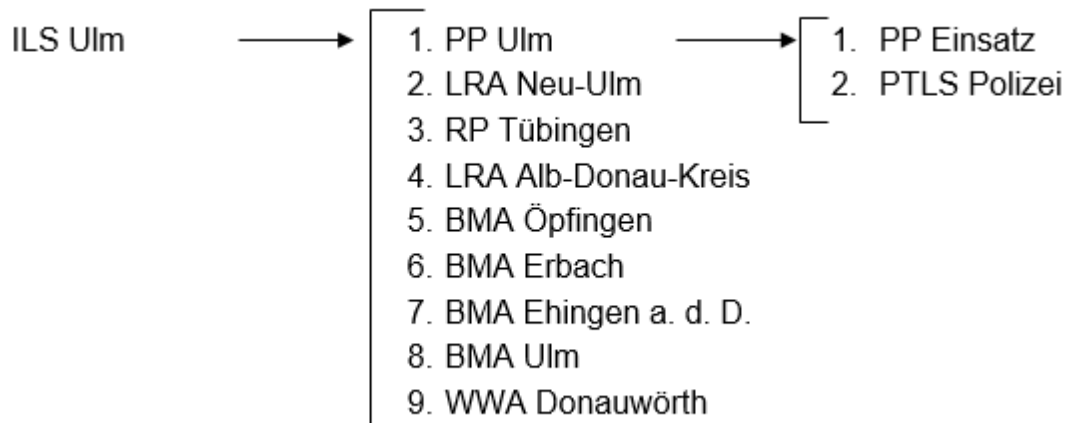 ILS Ulm
1. PP Ulm
2. LRA Neu-Ulm
3. RP Tübingen
4. LRA Alb-Donau-Kreis
5. BMA Öpfingen
6. BMA Erbach
7. BMA Ehingen a. d. D.
8. BMA Ulm
9. WWA Donauwörth
1. PP Einsatz
2. PTLS Polizei